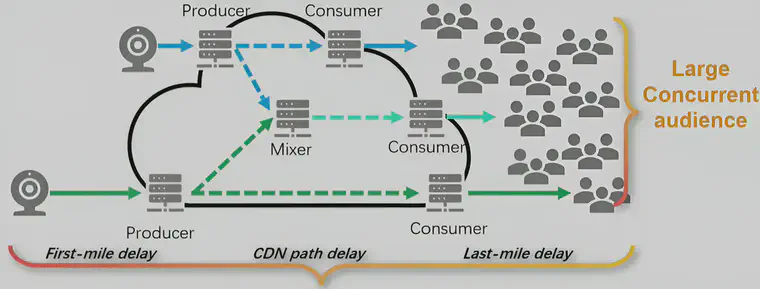 Producer
Consumer
Large
Concurrent
audience
Mixer
Consumer
Producer
Consumer
First-mile delay
CDN path delay
Last-mile delay